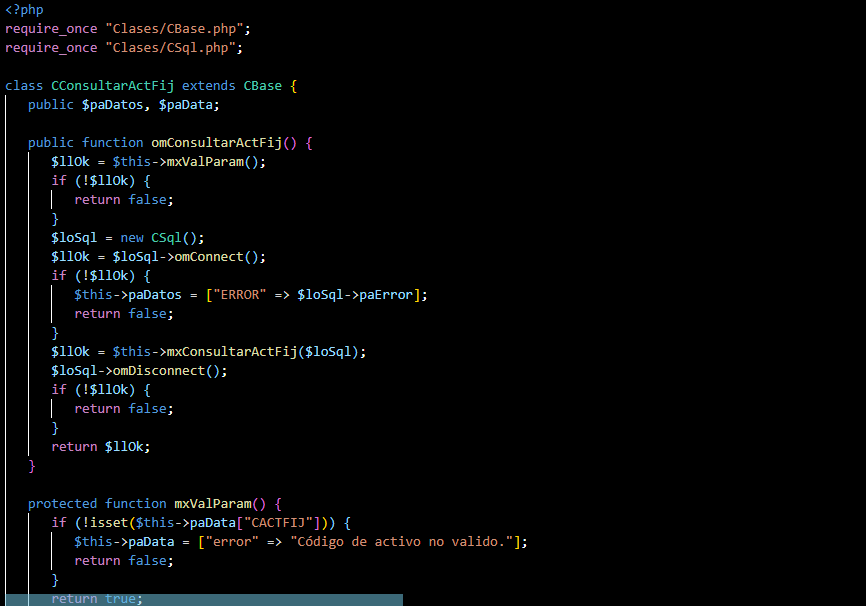 <?php
require_once "Clases/CBase.php";
require_once "Clases/CSql.php";

class CConsultarActFij extends CBase {
   public $paDatos, $paData;

   public function omConsultarActFij() {
      $llOk = $this->mxValParam();
      if (!$llOk) {
         return false;
      }
      $loSql = new CSql();
      $llOk = $loSql->omConnect();
      if (!$llOk) {
         $this->paDatos = ["ERROR" => $loSql->paError];
         return false;
      }
      $llOk = $this->mxConsultarActFij($loSql);
      $loSql->omDisconnect();
      if (!$llOk) {
         return false;
      }
      return $llOk;
   }

   protected function mxValParam() {
      if (!isset($this->paData["CACTFIJ"])) {
         $this->paData = ["error" => "Código de activo no valido."];
         return false;
      }
      return true;